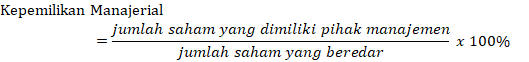 Kepemilikan Manajerial
= jumlah saham yang dimiliki pihak manajemen / jumlah saham yang beredar x 100%